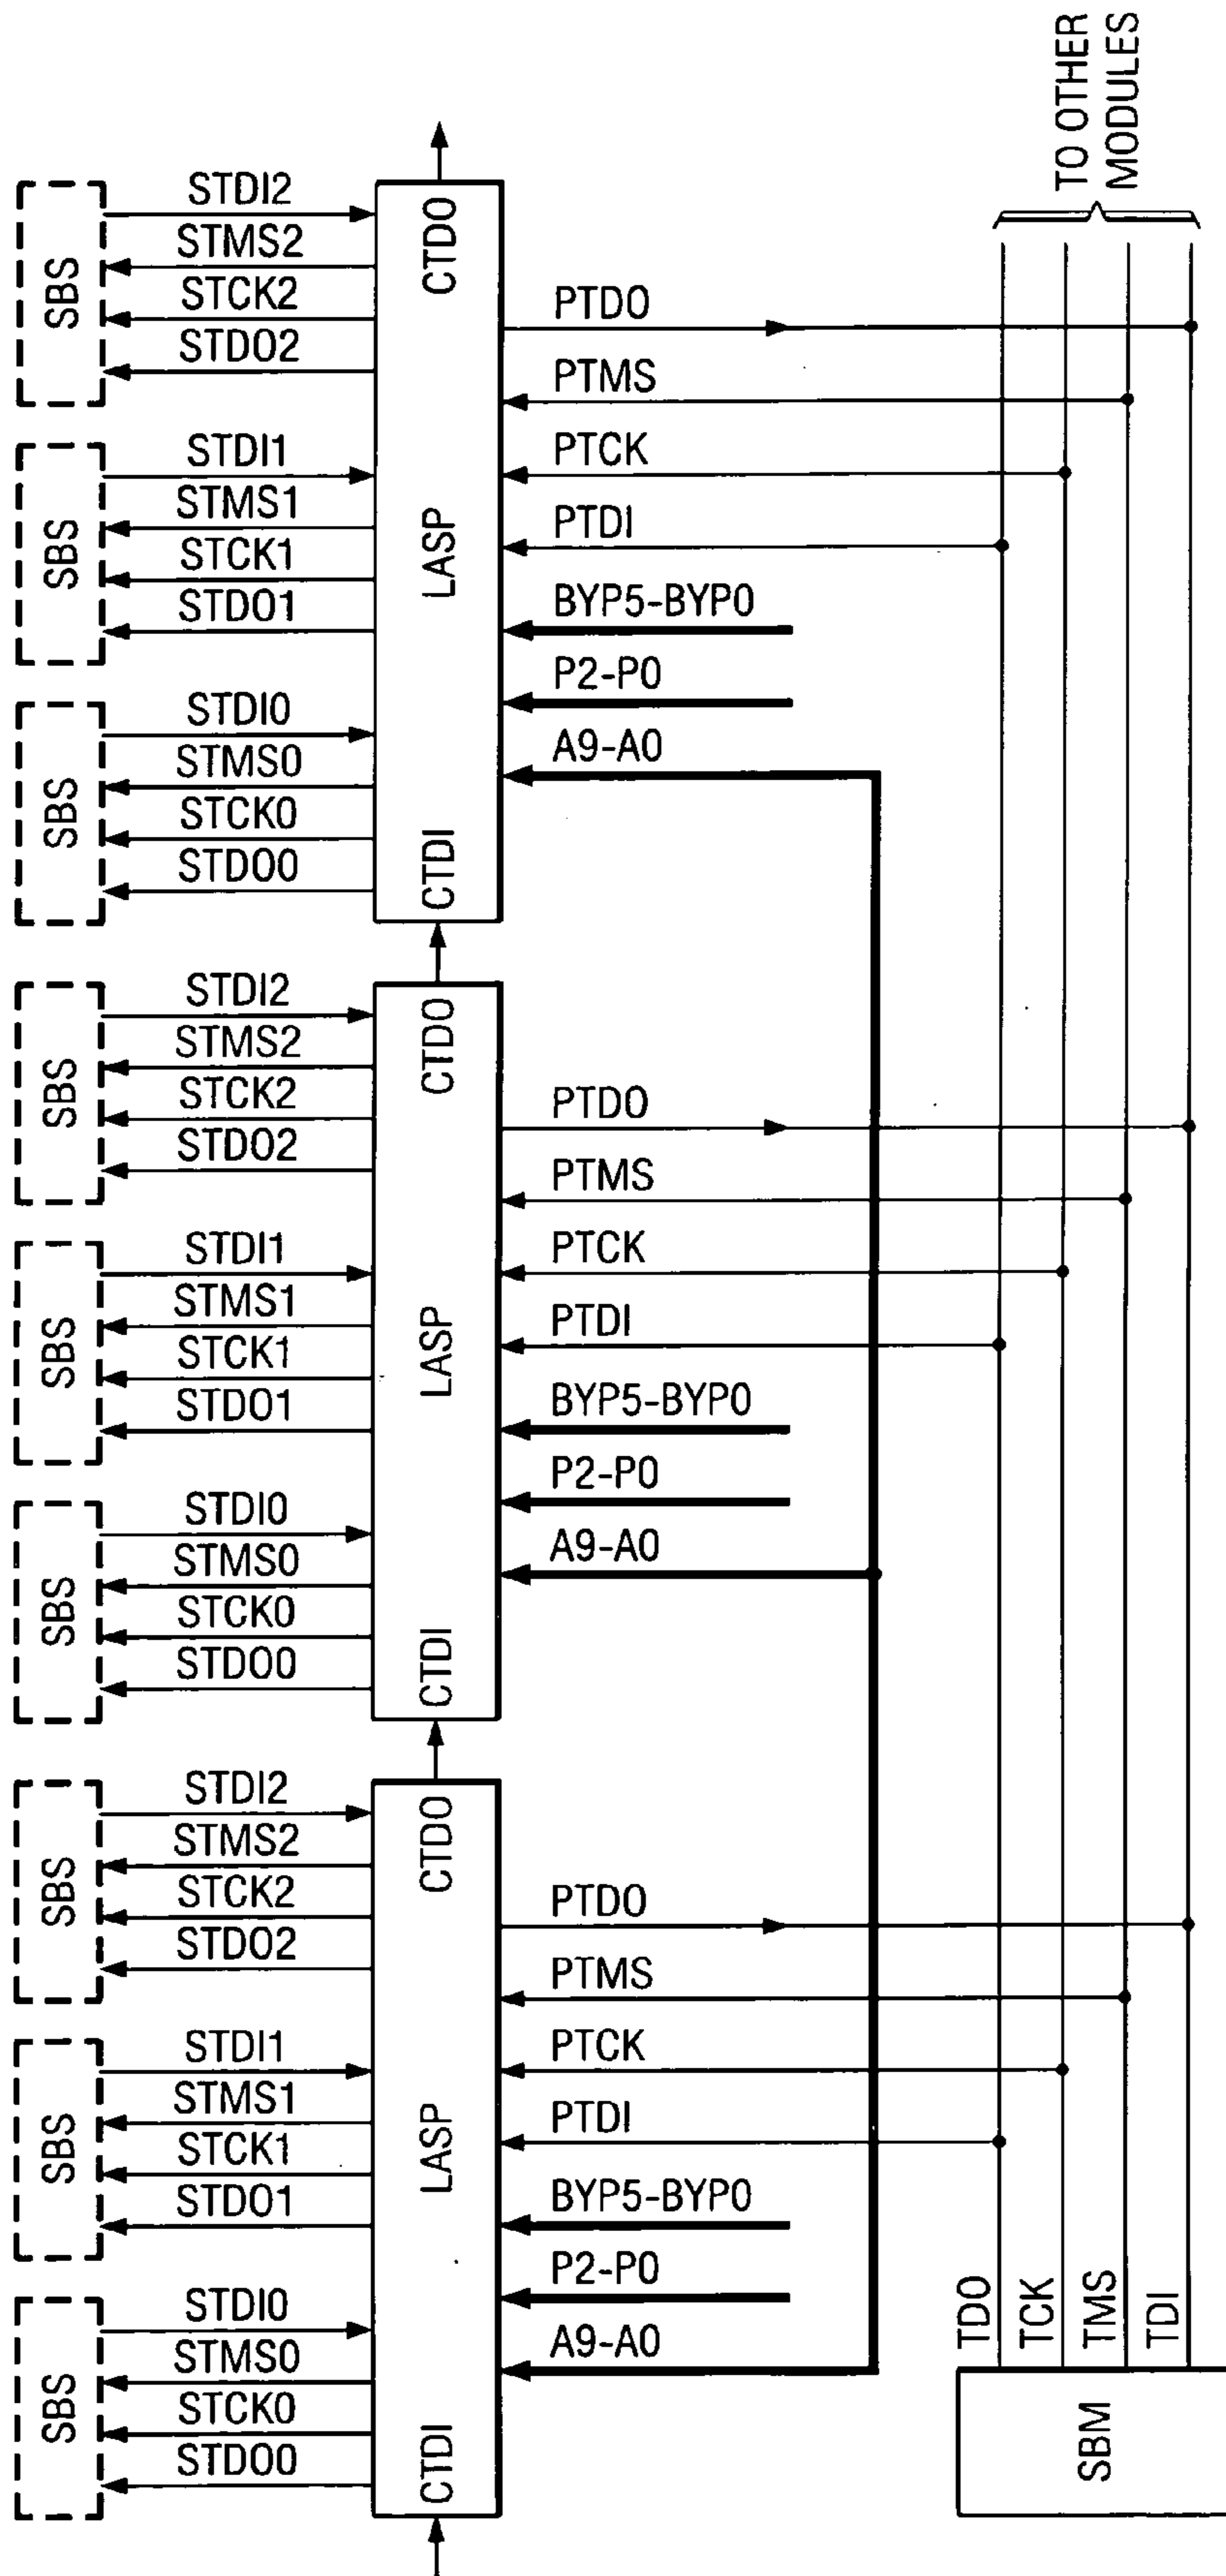 TO OTHER
MODULES
SBS
STDI2
STMS2
STCK2
STDO2
SBS
STDI1
STMS1
STCK1
STDO1
SBS
STDI0
STMS0
STCK0
STDO0
CTDO
LASP
CTDI
PTDO
PTMS
PTCK
PTDI
BYP5-BYP0
P2-P0
A9-A0
SBS
STDI2
STMS2
STCK2
STDO2
SBS
STDI1
STMS1
STCK1
STDO1
SBS
STDI0
STMS0
STCK0
STDO0
CTDO
LASP
CTDI
PTDO
PTMS
PTCK
PTDI
BYP5-BYP0
P2-P0
A9-A0
SBS
STDI2
STMS2
STCK2
STDO2
SBS
STDI1
STMS1
STCK1
STDO1
SBS
STDI0
STMS0
STCK0
STDO0
CTDO
LASP
CTDI
PTDO
PTMS
PTCK
PTDI
BYP5-BYP0
P2-P0
A9-A0
TDO
TCK
TMS
TDI
SBM